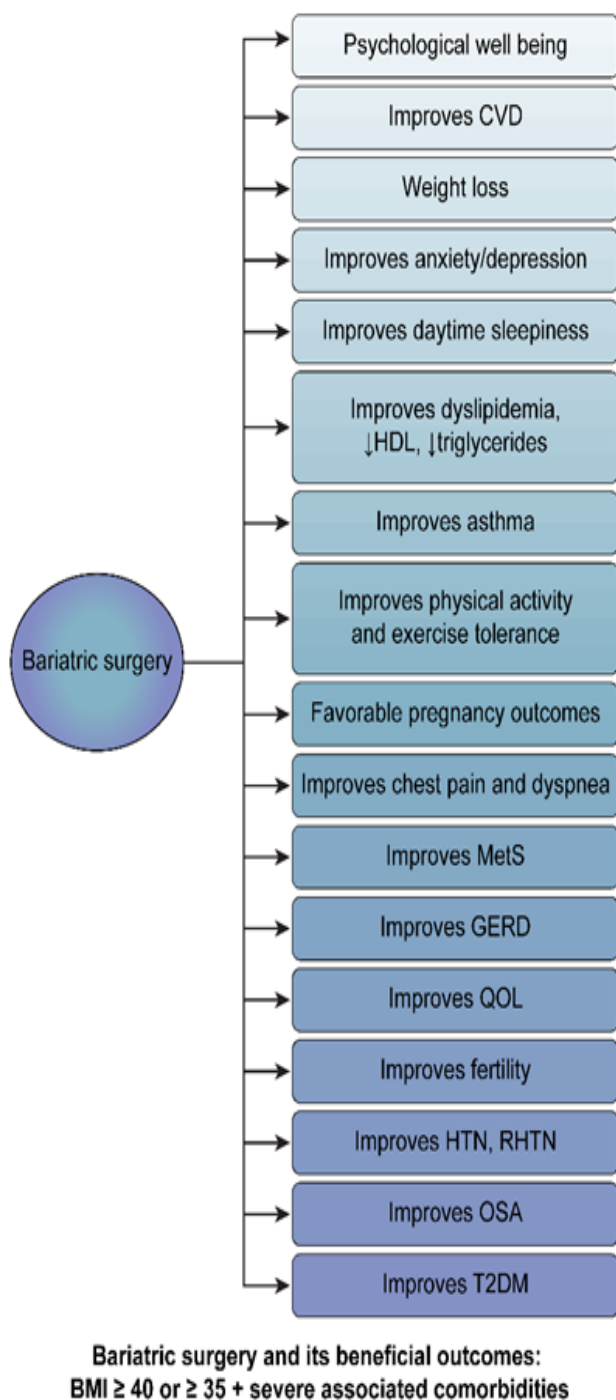 Psychological well being
Improves CVD
Weight loss
Improves anxiety/depression
Improves daytime sleepiness
Improves dyslipidemia,
↓HDL, ↓triglycerides
Improves asthma
Improves physical activity
and exercise tolerance
Bariatric surgery
Favorable pregnancy outcomes
Improves chest pain and dyspnea
Improves MetS
Improves GERD
Improves QOL
Improves fertility
Improves HTN, RHTN
Improves OSA
Improves T2DM
Bariatric surgery and its beneficial outcomes:
BMI ≥ 40 or ≥ 35 + severe associated comorbidities